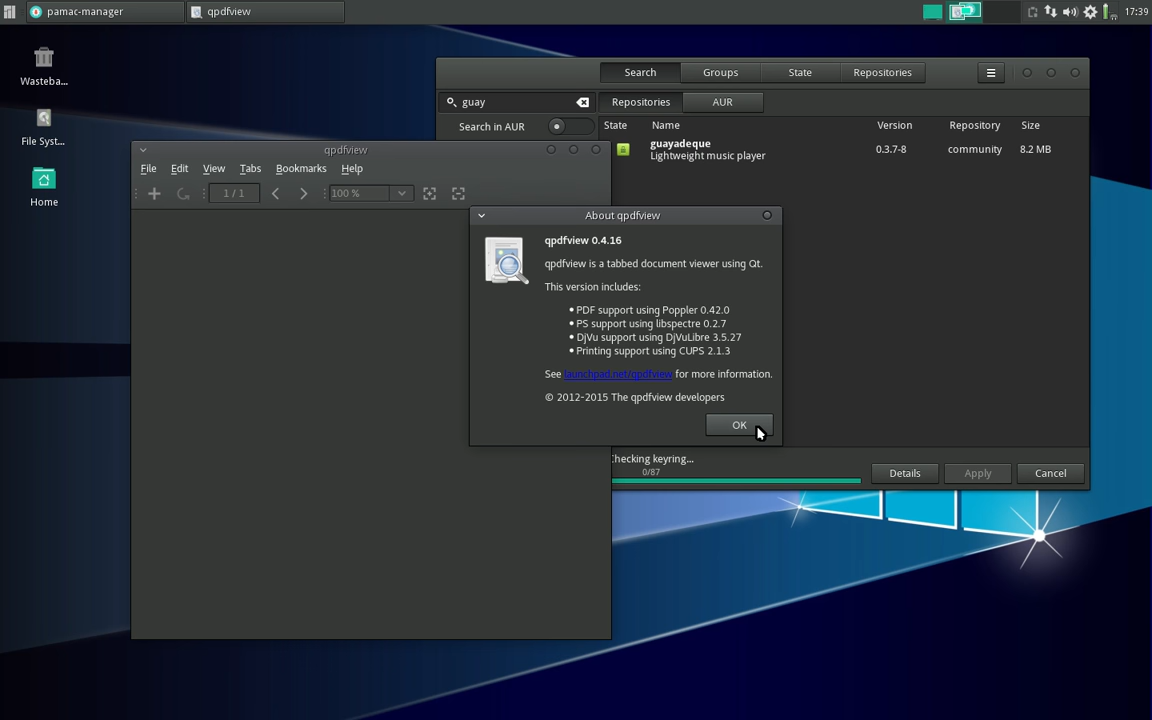 pamac-manager
qpdfview
17:39
Wasteba...
File Syst...
Home
Search
Groups
State
Repositories
guay
Repositories
AUR
Search in AUR
State
Name
Version
Repository
Size
guayadeque
Lightweight music player
0.3.7-8
community
8.2 MB
qpdfview
File
Edit
View
Tabs
Bookmarks
Help
1 / 1
100 %
About qpdfview
qpdfview 0.4.16
qpdfview is a tabbed document viewer using Qt.
This version includes:
• PDF support using Poppler 0.42.0
• PS support using libspectre 0.2.7
• DjVu support using DjVuLibre 3.5.27
• Printing support using CUPS 2.1.3
See launchpad.net/qpdfview for more information.
© 2012-2015 The qpdfview developers
OK
Checking keyring...
0/87
Details
Apply
Cancel